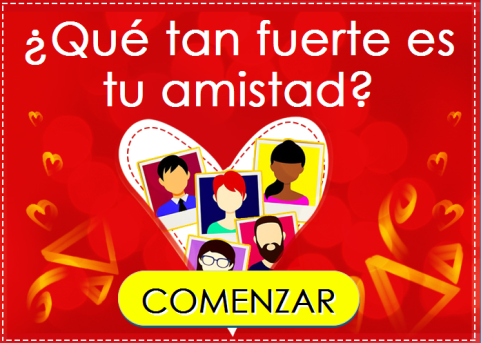 ¿Qué tan fuerte es
tu amistad?
COMENZAR